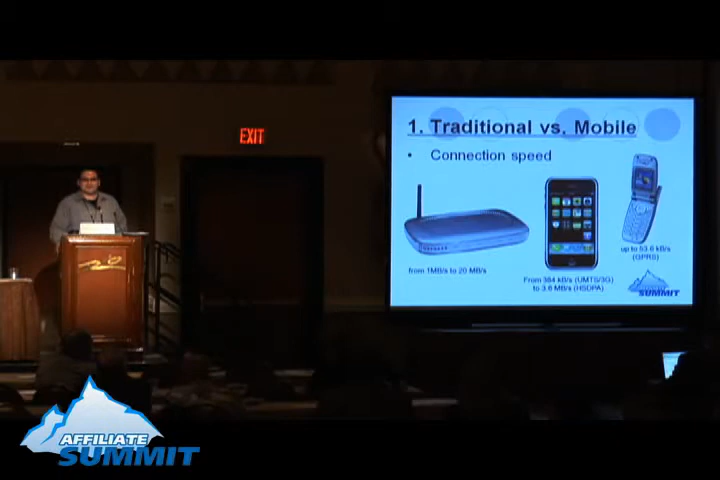 EXIT
1. Traditional vs. Mobile
• Connection speed
from 1MB/s to 20 MB/s
From 384 kB/s (UMTS/3G)
to 3.6 MB/s (HSDPA)
up to 53.6 kB/s
(GPRS)
SUMMIT
AFFILIATE
SUMMIT